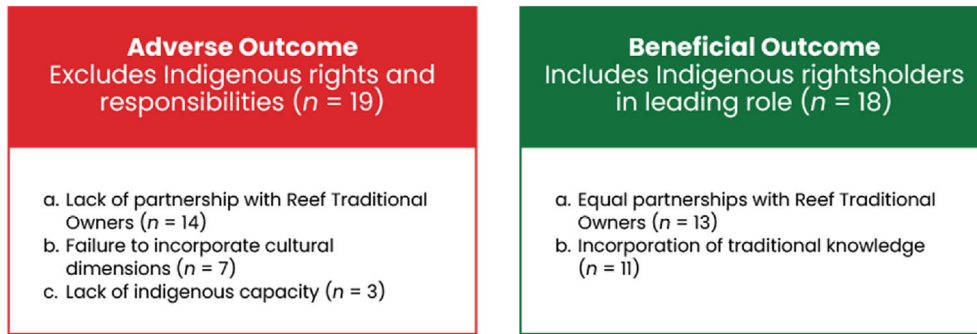 Adverse Outcome
Excludes Indigenous rights and
responsibilities (n = 19)
a. Lack of partnership with Reef Traditional
Owners (n = 14)
b. Failure to incorporate cultural
dimensions (n = 7)
c. Lack of indigenous capacity (n = 3)
Beneficial Outcome
Includes Indigenous rightsholders
in leading role (n = 18)
a. Equal partnerships with Reef Traditional
Owners (n = 13)
b. Incorporation of traditional knowledge
(n = 11)